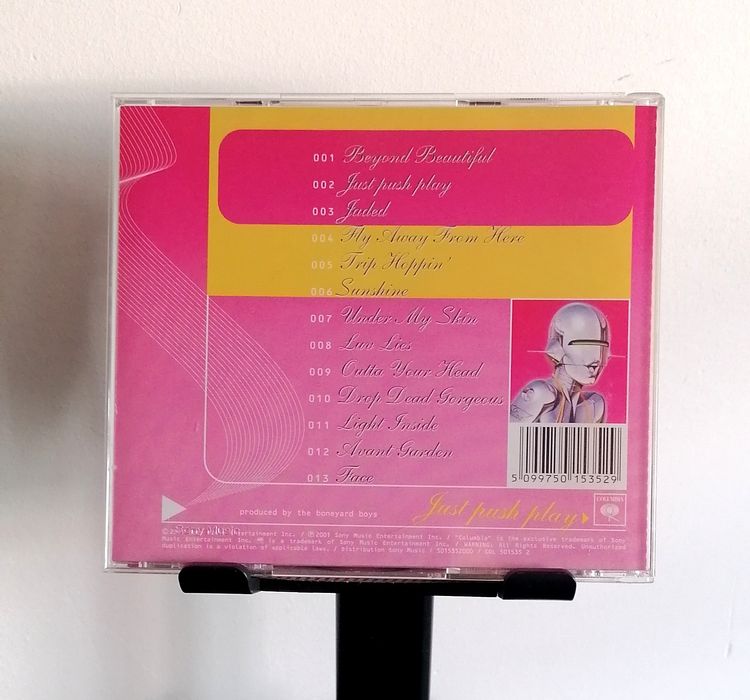 001 Beyond Beautiful
002 Just push play
003 Jaded
004 Fly Away From Here
005 Trip Hoppin'
006 Sunshine
007 Under My Skin
008 Luv Lies
009 Outta Your Head
010 Drop Dead Gorgeous
011 Light Inside
012 Avant Garden
013 Face
5 099750 153529
produced by the boneyard boys
Just push play
COLUMBIA
Sony Music
Entertainment Inc. / ℗ 2001 Sony Music Entertainment Inc. / "Columbia" is the exclusive trademark of Sony
Music Entertainment Inc. is a trademark of Sony Music Entertainment Inc. / WARNING: All Rights Reserved. Unauthorized
duplication is a violation of applicable laws. / Distribution Sony Music / 5015352000 / COL 501535 2